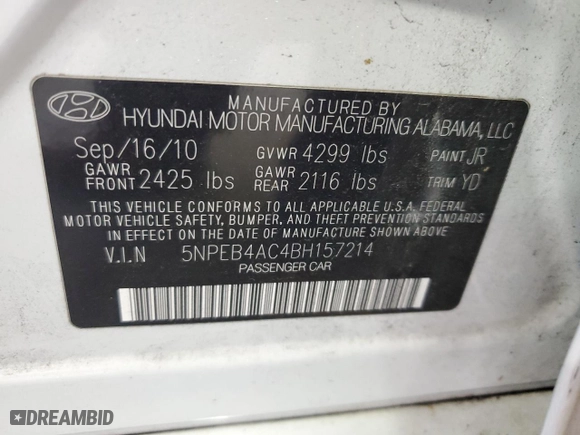 MANUFACTURED BY
HYUNDAI MOTOR MANUFACTURING ALABAMA, LLC
Sep/16/10 GVWR 4299 lbs PAINT JR
GAWR FRONT 2425 lbs GAWR REAR 2116 lbs TRIM YD
THIS VEHICLE CONFORMS TO ALL APPLICABLE U.S.A. FEDERAL
MOTOR VEHICLE SAFETY, BUMPER, AND THEFT PREVENTION STANDARDS
IN EFFECT ON THE DATE OF MANUFACTURE SHOWN ABOVE.
V.I.N 5NPEB4AC4BH157214
PASSENGER CAR
DREAMBID